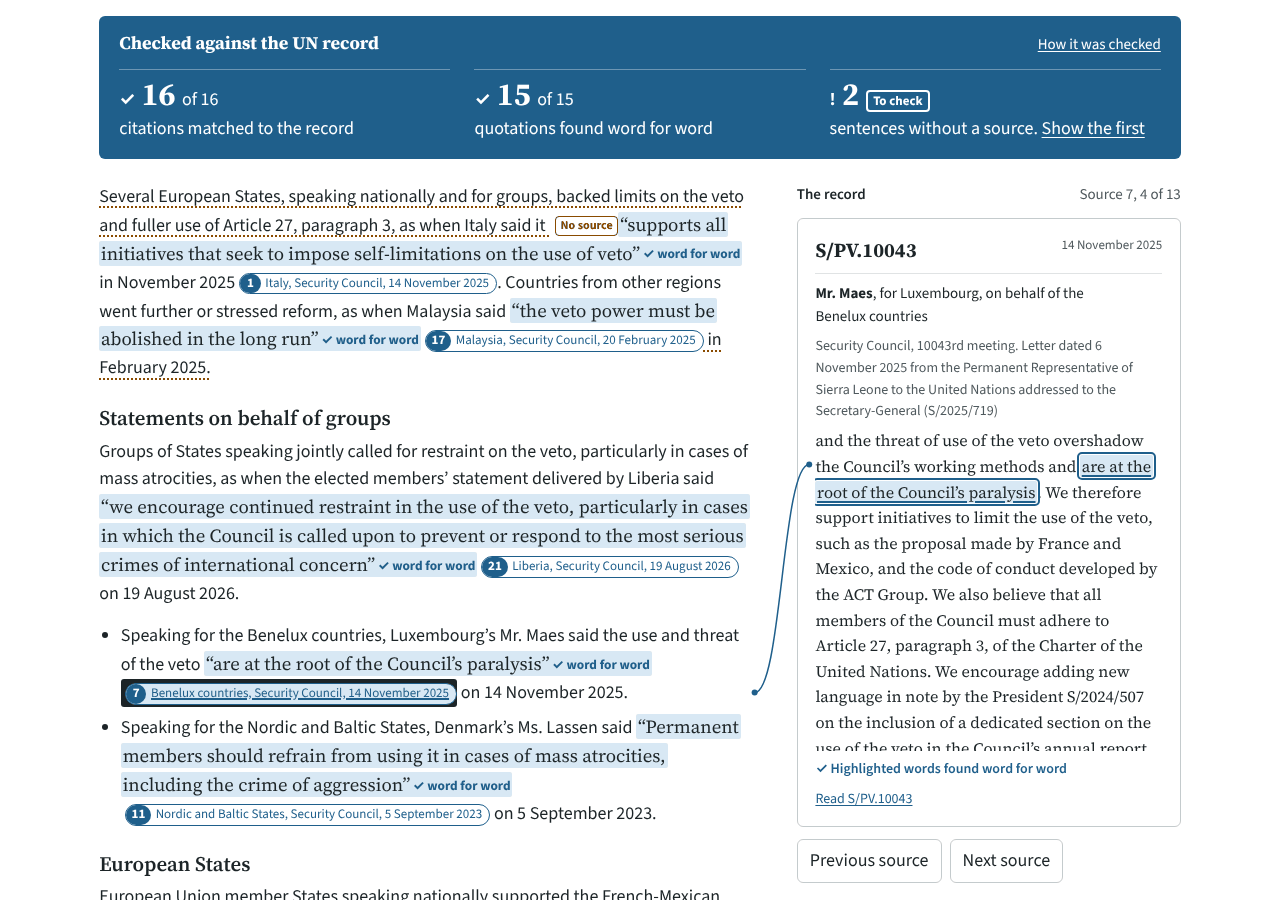 Checked against the UN record
How it was checked
✓ 16 of 16
citations matched to the record
✓ 15 of 15
quotations found word for word
! 2 To check
sentences without a source. Show the first
Several European States, speaking nationally and for groups, backed limits on the veto
and fuller use of Article 27, paragraph 3, as when Italy said it No source “supports all
initiatives that seek to impose self-limitations on the use of veto” ✓ word for word
in November 2025 1 Italy, Security Council, 14 November 2025. Countries from other regions
went further or stressed reform, as when Malaysia said “the veto power must be
abolished in the long run” ✓ word for word 17 Malaysia, Security Council, 20 February 2025 in
February 2025.
Statements on behalf of groups
Groups of States speaking jointly called for restraint on the veto, particularly in cases of
mass atrocities, as when the elected members’ statement delivered by Liberia said
“we encourage continued restraint in the use of the veto, particularly in cases
in which the Council is called upon to prevent or respond to the most serious
crimes of international concern” ✓ word for word 21 Liberia, Security Council, 19 August 2026
on 19 August 2026.
• Speaking for the Benelux countries, Luxembourg’s Mr. Maes said the use and threat
of the veto “are at the root of the Council’s paralysis” ✓ word for word
7 Benelux countries, Security Council, 14 November 2025 on 14 November 2025.
• Speaking for the Nordic and Baltic States, Denmark’s Ms. Lassen said “Permanent
members should refrain from using it in cases of mass atrocities,
including the crime of aggression” ✓ word for word
11 Nordic and Baltic States, Security Council, 5 September 2023 on 5 September 2023.
European States
European Union member States speaking nationally supported the French-Mexican
The record
Source 7, 4 of 13
S/PV.10043
14 November 2025
Mr. Maes, for Luxembourg, on behalf of the
Benelux countries
Security Council, 10043rd meeting. Letter dated 6
November 2025 from the Permanent Representative of
Sierra Leone to the United Nations addressed to the
Secretary-General (S/2025/719)
and the threat of use of the veto overshadow
the Council’s working methods and are at the
root of the Council’s paralysis. We therefore
support initiatives to limit the use of the veto,
such as the proposal made by France and
Mexico, and the code of conduct developed by
the ACT Group. We also believe that all
members of the Council must adhere to
Article 27, paragraph 3, of the Charter of the
United Nations. We encourage adding new
language in note by the President S/2024/507
on the inclusion of a dedicated section on the
use of the veto in the Council’s annual report
✓ Highlighted words found word for word
Read S/PV.10043
Previous source
Next source